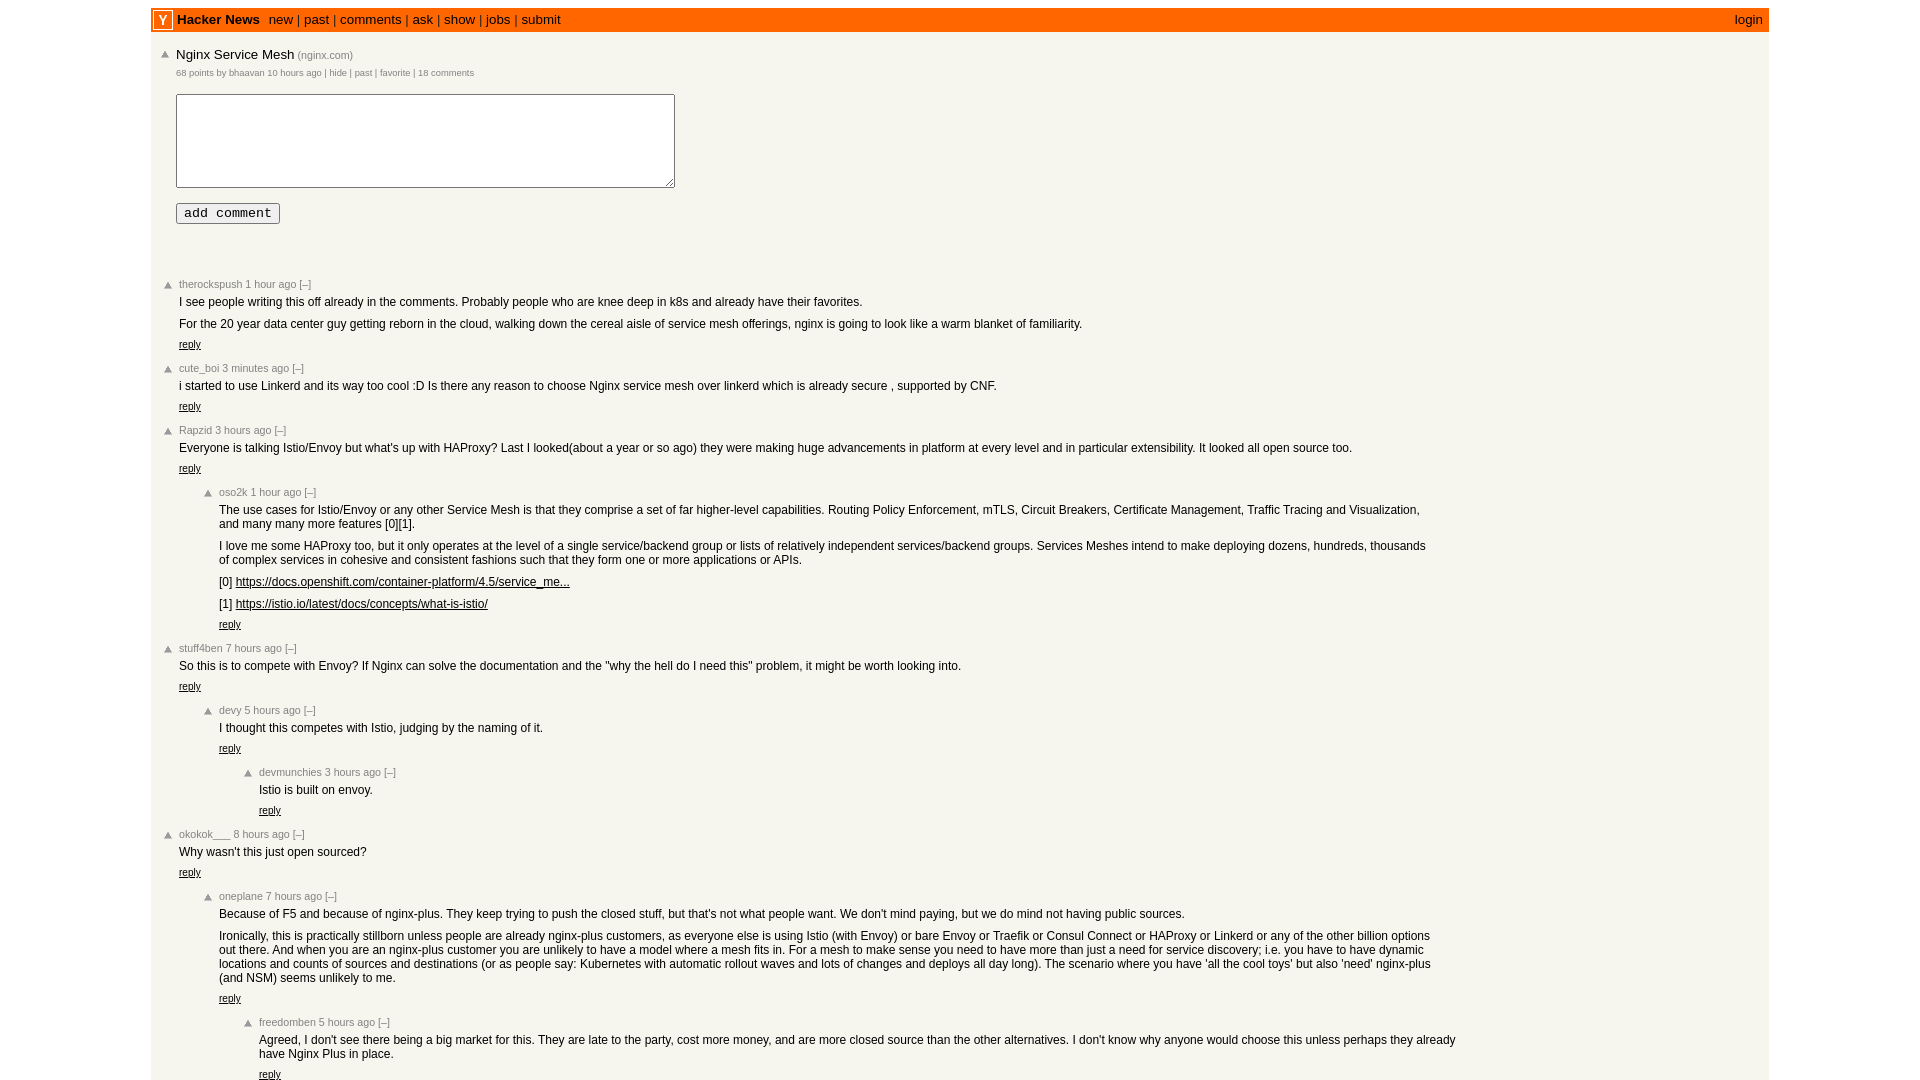 Y Hacker News new | past | comments | ask | show | jobs | submit login
Nginx Service Mesh (nginx.com)
68 points by bhaavan 10 hours ago | hide | past | favorite | 18 comments
add comment
therockspush 1 hour ago [–]
I see people writing this off already in the comments. Probably people who are knee deep in k8s and already have their favorites.
For the 20 year data center guy getting reborn in the cloud, walking down the cereal aisle of service mesh offerings, nginx is going to look like a warm blanket of familiarity.
reply
cute_boi 3 minutes ago [–]
i started to use Linkerd and its way too cool :D Is there any reason to choose Nginx service mesh over linkerd which is already secure , supported by CNF.
reply
Rapzid 3 hours ago [–]
Everyone is talking Istio/Envoy but what's up with HAProxy? Last I looked(about a year or so ago) they were making huge advancements in platform at every level and in particular extensibility. It looked all open source too.
reply
oso2k 1 hour ago [–]
The use cases for Istio/Envoy or any other Service Mesh is that they comprise a set of far higher-level capabilities. Routing Policy Enforcement, mTLS, Circuit Breakers, Certificate Management, Traffic Tracing and Visualization,
and many many more features [0][1].
I love me some HAProxy too, but it only operates at the level of a single service/backend group or lists of relatively independent services/backend groups. Services Meshes intend to make deploying dozens, hundreds, thousands
of complex services in cohesive and consistent fashions such that they form one or more applications or APIs.
[0] https://docs.openshift.com/container-platform/4.5/service_me...
[1] https://istio.io/latest/docs/concepts/what-is-istio/
reply
stuff4ben 7 hours ago [–]
So this is to compete with Envoy? If Nginx can solve the documentation and the "why the hell do I need this" problem, it might be worth looking into.
reply
devy 5 hours ago [–]
I thought this competes with Istio, judging by the naming of it.
reply
devmunchies 3 hours ago [–]
Istio is built on envoy.
reply
okokok___ 8 hours ago [–]
Why wasn't this just open sourced?
reply
oneplane 7 hours ago [–]
Because of F5 and because of nginx-plus. They keep trying to push the closed stuff, but that's not what people want. We don't mind paying, but we do mind not having public sources.
Ironically, this is practically stillborn unless people are already nginx-plus customers, as everyone else is using Istio (with Envoy) or bare Envoy or Traefik or Consul Connect or HAProxy or Linkerd or any of the other billion options
out there. And when you are an nginx-plus customer you are unlikely to have a model where a mesh fits in. For a mesh to make sense you need to have more than just a need for service discovery; i.e. you have to have dynamic
locations and counts of sources and destinations (or as people say: Kubernetes with automatic rollout waves and lots of changes and deploys all day long). The scenario where you have 'all the cool toys' but also 'need' nginx-plus
(and NSM) seems unlikely to me.
reply
freedomben 5 hours ago [–]
Agreed, I don't see there being a big market for this. They are late to the party, cost more money, and are more closed source than the other alternatives. I don't know why anyone would choose this unless perhaps they already
have Nginx Plus in place.
reply